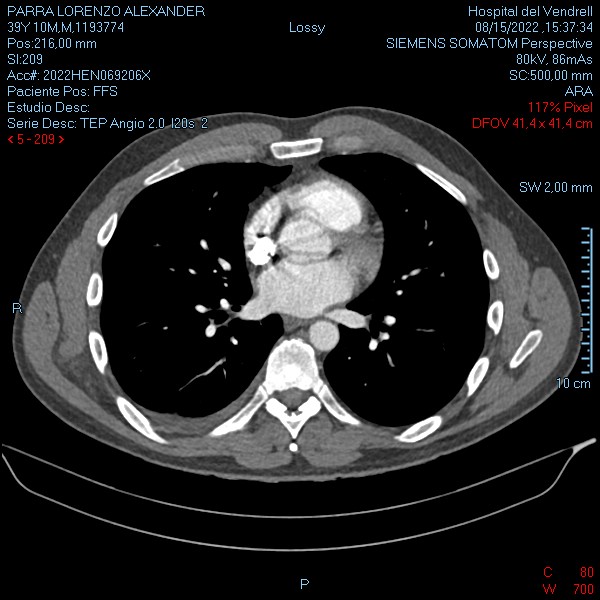 PARRA LORENZO ALEXANDER
39Y 10M,M,1193774
Pos:216,00 mm
SI:209
Acc#: 2022HEN069206X
Paciente Pos: FFS
Estudio Desc:
Serie Desc: TEP Angio 2.0 I20s 2
< 5 - 209 >
Lossy
Hospital del Vendrell
08/15/2022 ,15:37:34
SIEMENS SOMATOM Perspective
80kV, 86mAs
SC:500,00 mm
ARA
117% Pixel
DFOV 41,4 x 41,4 cm
SW 2,00 mm
R
10 cm
P
C 80
W 700